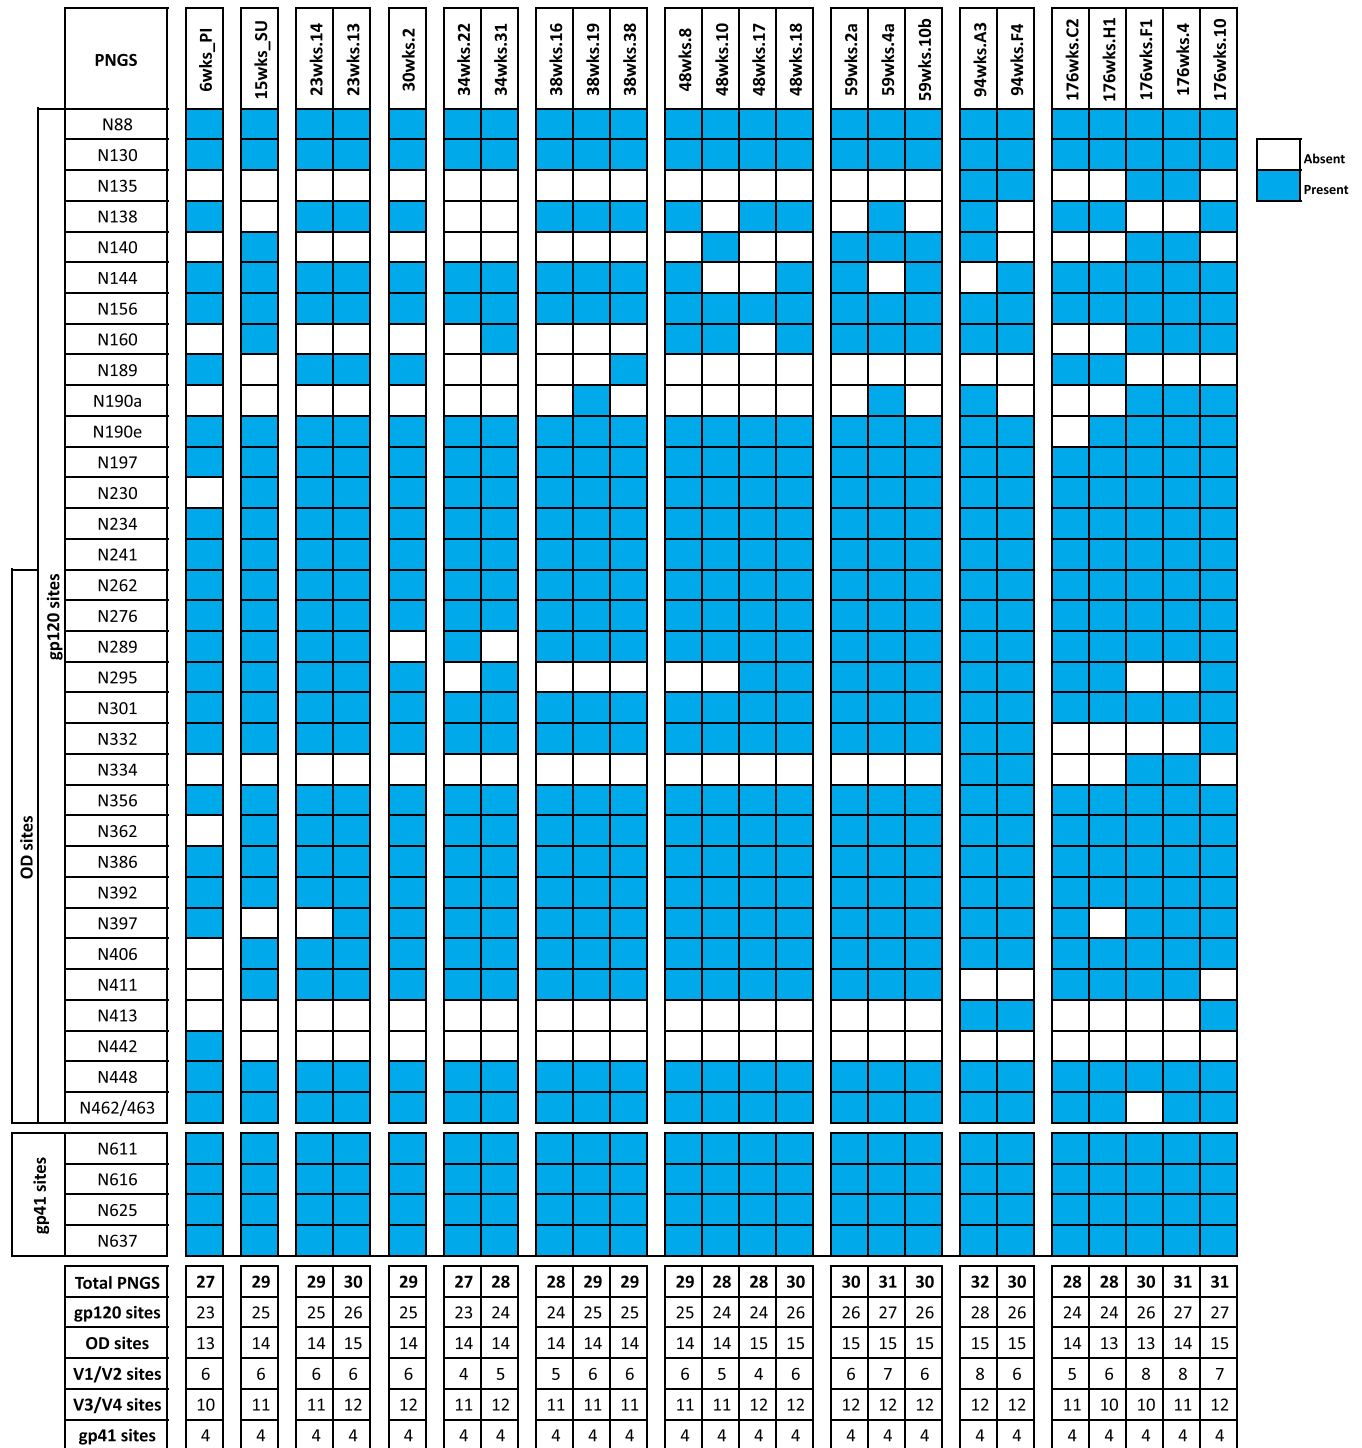 PNGS 6wks_PI 15wks_SU 23wks.14 23wks.13 30wks.2 34wks.22 34wks.31 38wks.16 38wks.19 38wks.38 48wks.8 48wks.10 48wks.17 48wks.18 59wks.2a 59wks.4a 59wks.10b 94wks.A3 94wks.F4 176wks.C2 176wks.H1 176wks.F1 176wks.4 176wks.10
Absent
Present
gp120 sites
OD sites
gp41 sites
N88
N130
N135
N138
N140
N144
N156
N160
N189
N190a
N190e
N197
N230
N234
N241
N262
N276
N289
N295
N301
N332
N334
N356
N362
N386
N392
N397
N406
N411
N413
N442
N448
N462/463
N611
N616
N625
N637
Total PNGS 27 29 29 30 29 27 28 28 29 29 29 28 28 30 30 31 30 32 30 28 28 30 31 31
gp120 sites 23 25 25 26 25 23 24 24 25 25 25 24 24 26 26 27 26 28 26 24 24 26 27 27
OD sites 13 14 14 15 14 14 14 14 14 14 14 14 15 15 15 15 15 15 15 14 13 13 14 15
V1/V2 sites 6 6 6 6 6 4 5 5 6 6 6 5 4 6 6 7 6 8 6 5 6 8 8 7
V3/V4 sites 10 11 11 12 12 11 12 11 11 11 11 11 12 12 12 12 12 12 12 11 10 10 11 12
gp41 sites 4 4 4 4 4 4 4 4 4 4 4 4 4 4 4 4 4 4 4 4 4 4 4 4